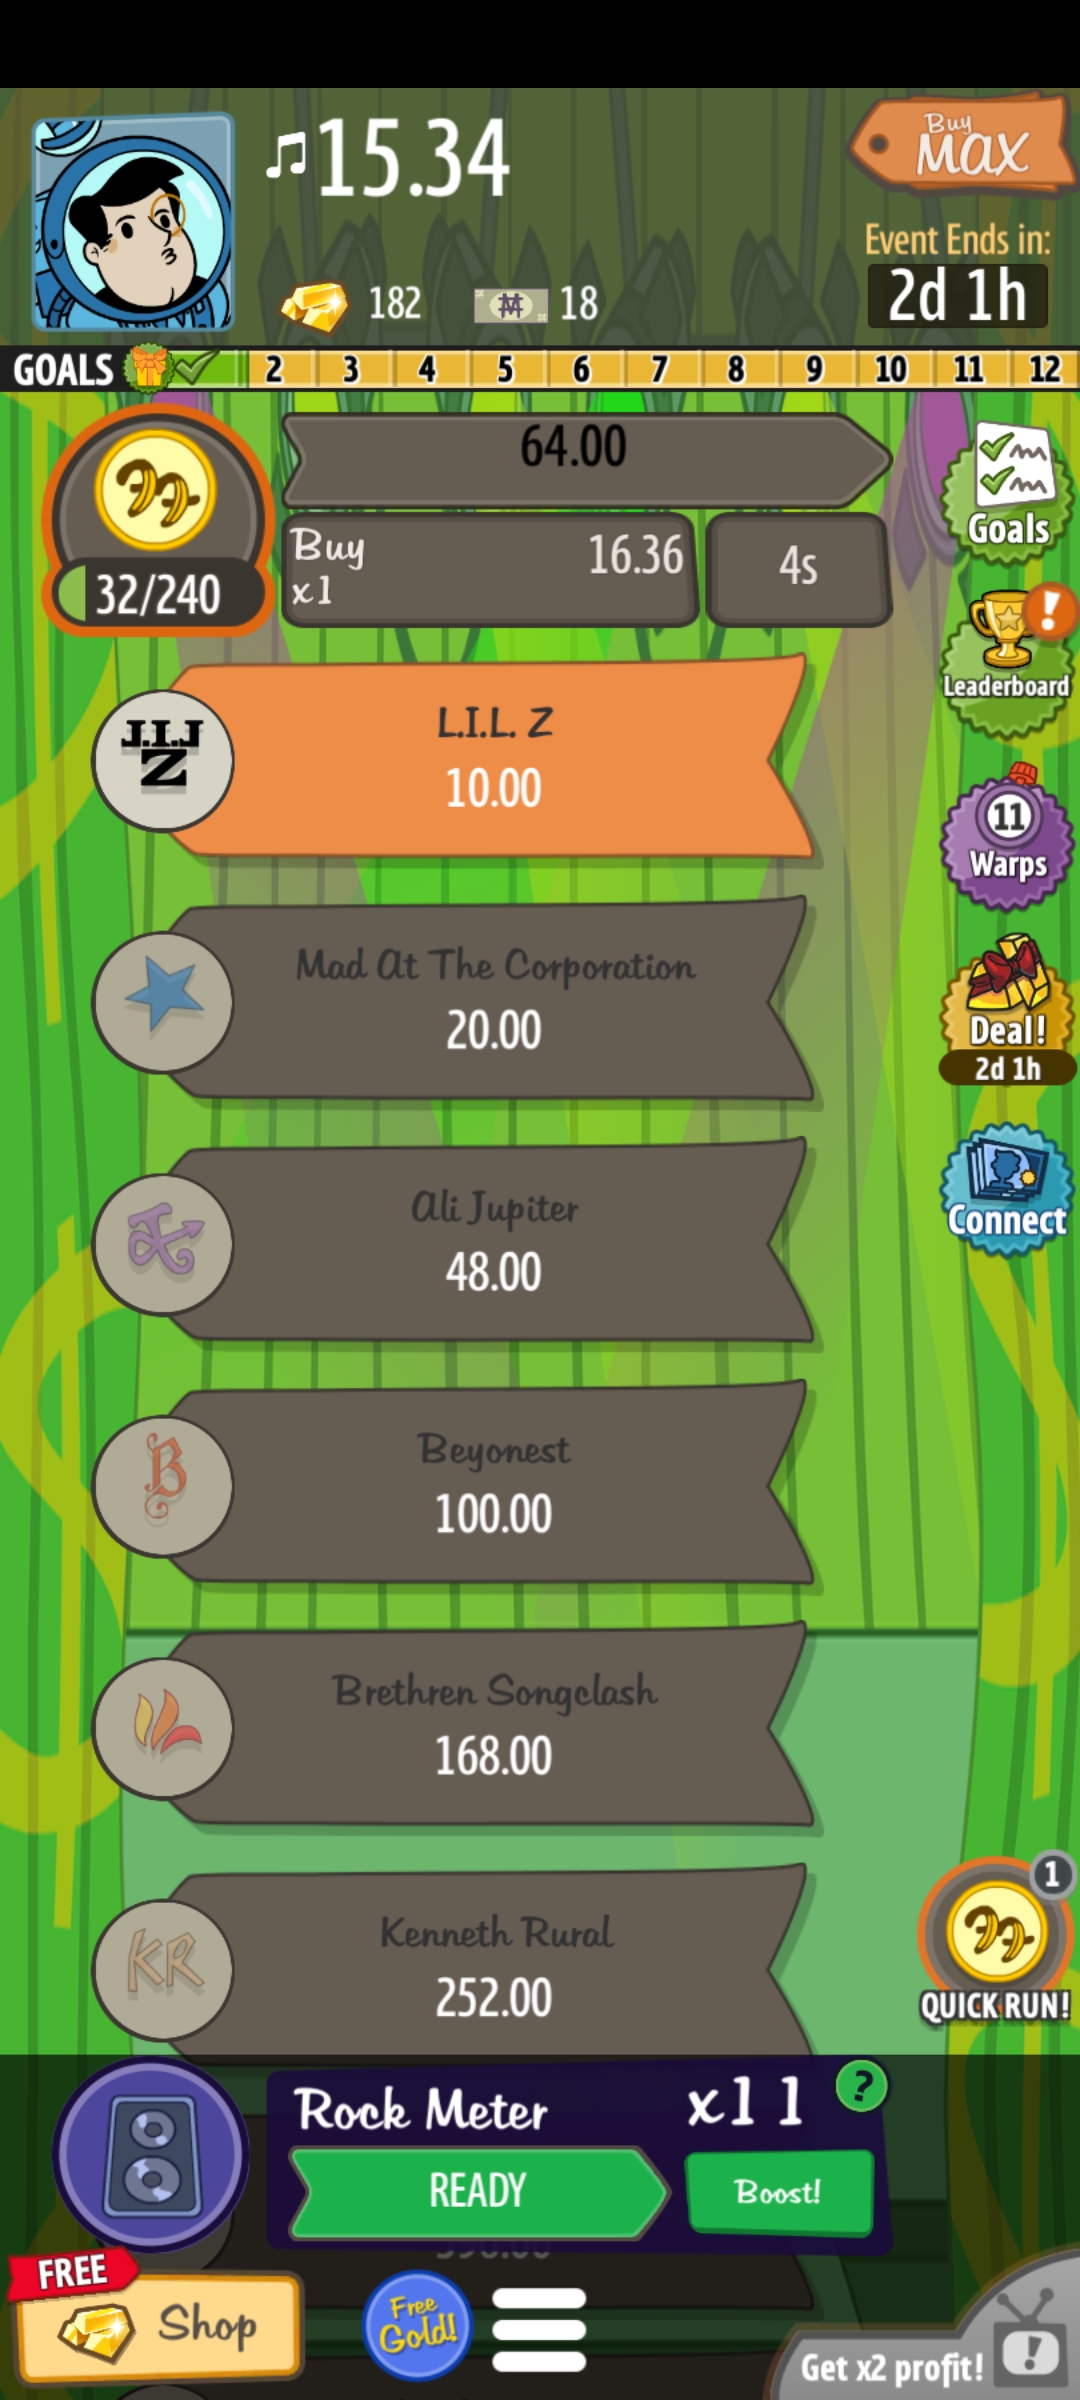 15.34
Buy
Max
182
18
Event Ends in:
2d 1h
GOALS
2 3 4 5 6 7 8 9 10 11 12
64.00
32/240
Buy
x1
16.36
4s
Goals
!
Leaderboard
L.I.L. Z
10.00
L.I.L
Z
11
Warps
Mad At The Corporation
20.00
Deal!
2d 1h
Ali Jupiter
48.00
Connect
B
Beyonest
100.00
Brethren Songclash
168.00
KR
Kenneth Rural
252.00
1
QUICK RUN!
Rock Meter
x11
?
READY
Boost!
FREE
Shop
Free
Gold!
Get x2 profit!
!